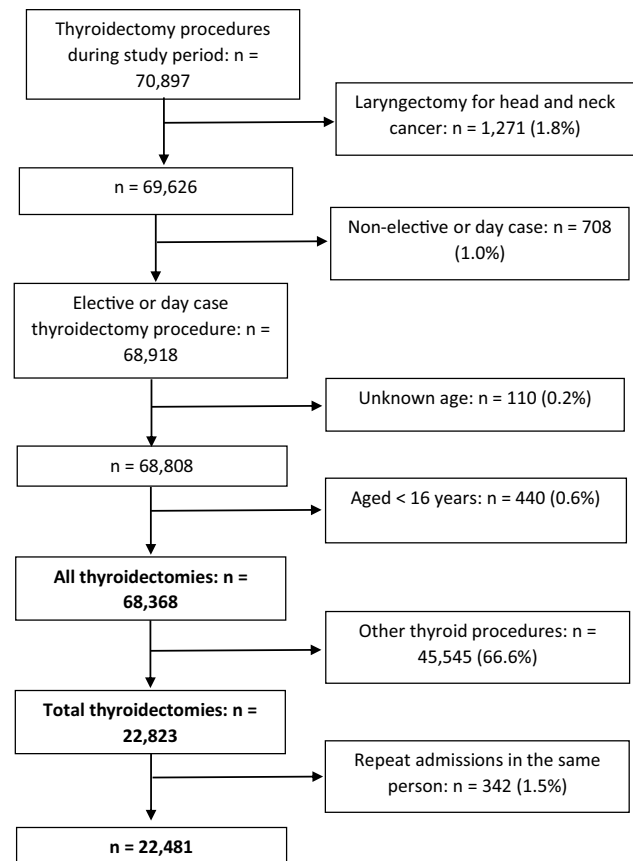 Thyroidectomy procedures
during study period: n =
70,897
Laryngectomy for head and neck
cancer: n = 1,271 (1.8%)
n = 69,626
Non-elective or day case: n = 708
(1.0%)
Elective or day case
thyroidectomy procedure: n =
68,918
Unknown age: n = 110 (0.2%)
n = 68,808
Aged < 16 years: n = 440 (0.6%)
All thyroidectomies: n =
68,368
Other thyroid procedures: n =
45,545 (66.6%)
Total thyroidectomies: n =
22,823
Repeat admissions in the same
person: n = 342 (1.5%)
n = 22,481